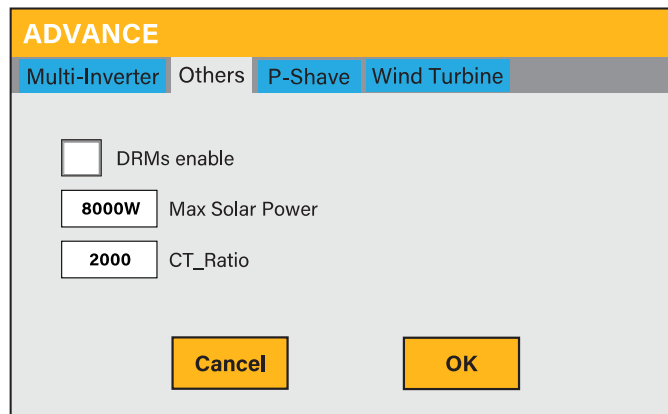 ADVANCE
Multi-Inverter Others P-Shave Wind Turbine
DRMs enable
8000W Max Solar Power
2000 CT_Ratio
Cancel OK